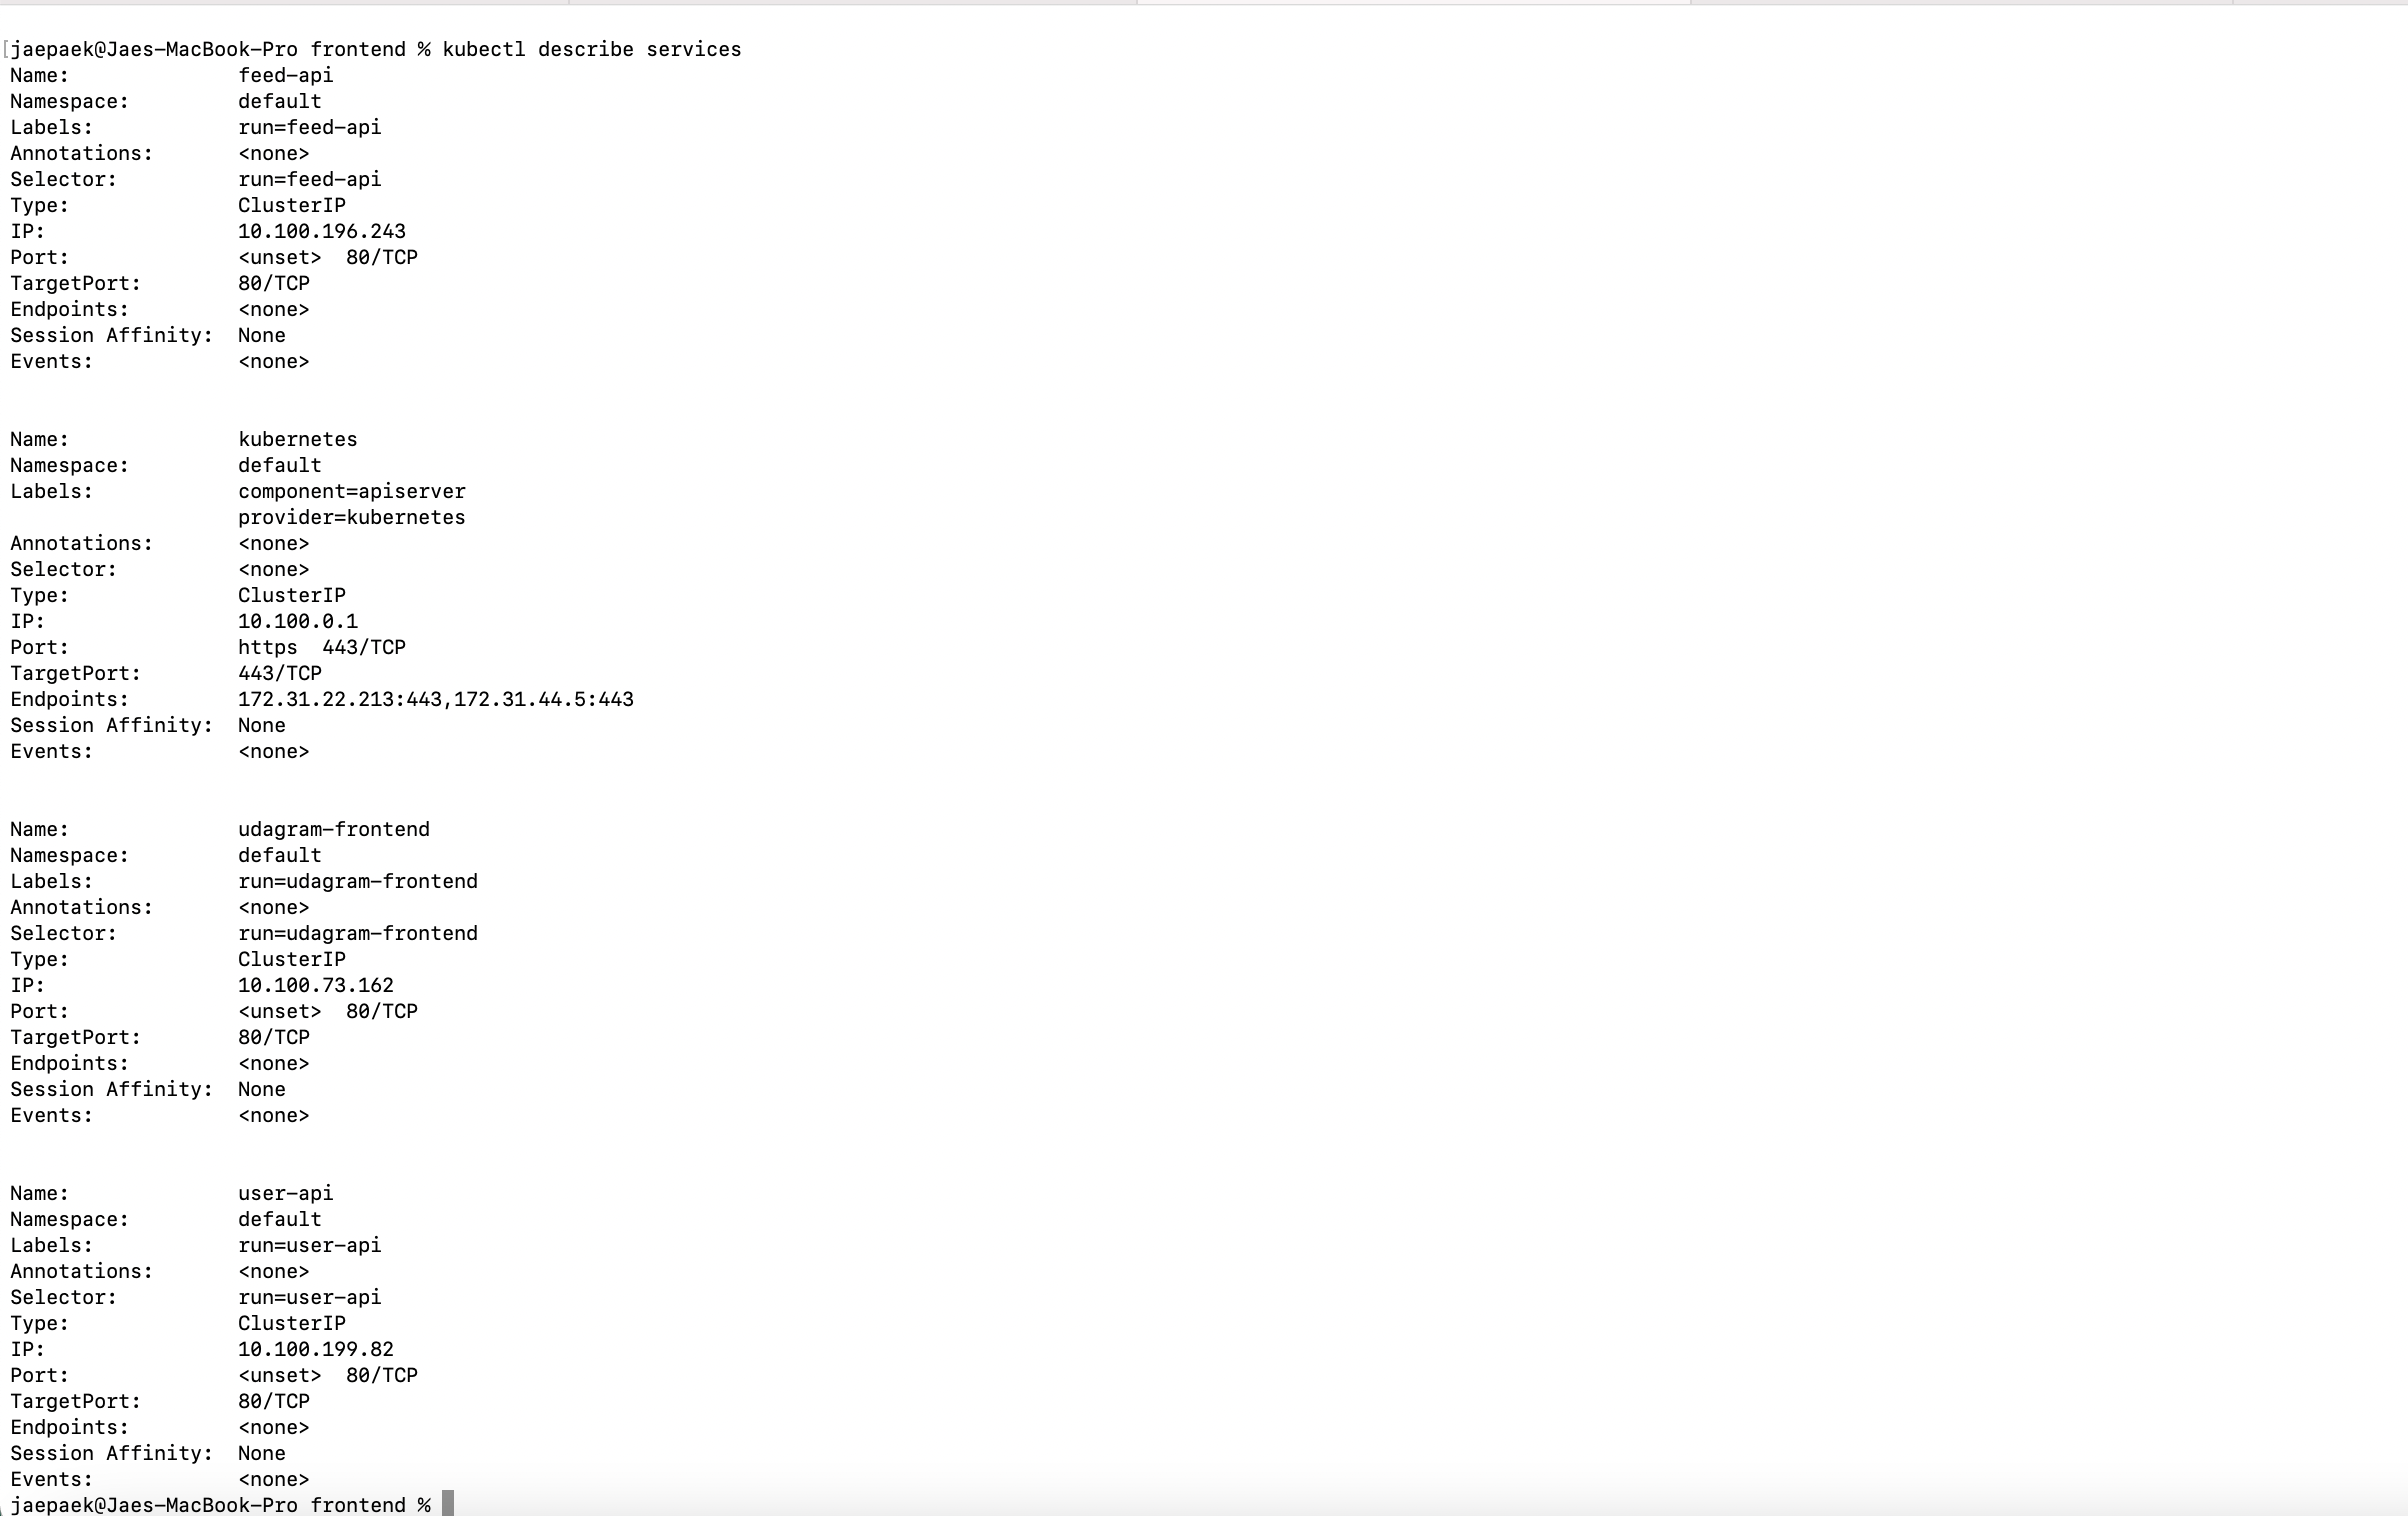 [jaepaek@Jaes-MacBook-Pro frontend % kubectl describe services
Name:              feed-api
Namespace:         default
Labels:            run=feed-api
Annotations:       <none>
Selector:          run=feed-api
Type:              ClusterIP
IP:                10.100.196.243
Port:              <unset>  80/TCP
TargetPort:        80/TCP
Endpoints:         <none>
Session Affinity:  None
Events:            <none>

Name:              kubernetes
Namespace:         default
Labels:            component=apiserver
                   provider=kubernetes
Annotations:       <none>
Selector:          <none>
Type:              ClusterIP
IP:                10.100.0.1
Port:              https  443/TCP
TargetPort:        443/TCP
Endpoints:         172.31.22.213:443,172.31.44.5:443
Session Affinity:  None
Events:            <none>

Name:              udagram-frontend
Namespace:         default
Labels:            run=udagram-frontend
Annotations:       <none>
Selector:          run=udagram-frontend
Type:              ClusterIP
IP:                10.100.73.162
Port:              <unset>  80/TCP
TargetPort:        80/TCP
Endpoints:         <none>
Session Affinity:  None
Events:            <none>

Name:              user-api
Namespace:         default
Labels:            run=user-api
Annotations:       <none>
Selector:          run=user-api
Type:              ClusterIP
IP:                10.100.199.82
Port:              <unset>  80/TCP
TargetPort:        80/TCP
Endpoints:         <none>
Session Affinity:  None
Events:            <none>
jaepaek@Jaes-MacBook-Pro frontend %